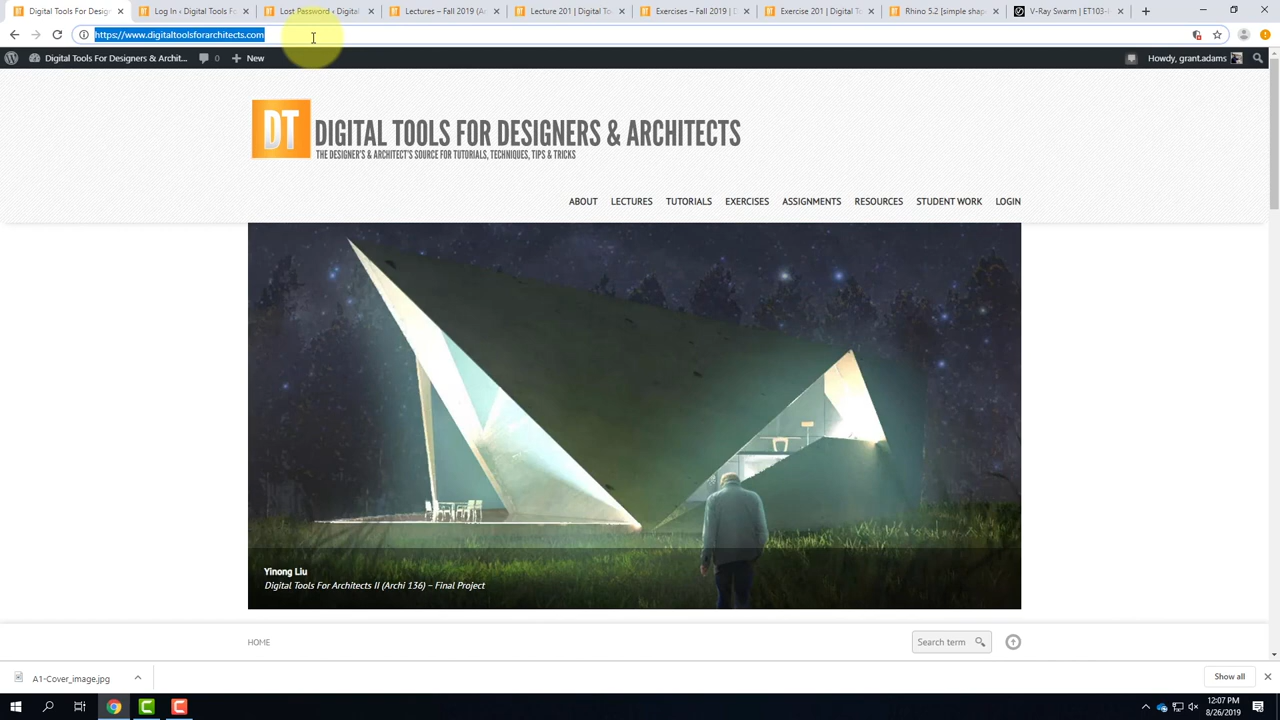 Digital Tools For Desig
Log In ‹ Digital Tools F
Lost Password ‹ Digital
Lectures – Fall 2019 (A
Lecture 201 | Digital To
Exercises – Fall 2019 | D
Exercise 201 | Digital To
Rhino 5.2 [simple shap
V-Ray Swarm | ET103-
https://www.digitaltoolsforarchitects.com
Digital Tools For Designers & Archit...
0
New
Howdy, grant.adams
DT
DIGITAL TOOLS FOR DESIGNERS & ARCHITECTS
THE DESIGNER'S & ARCHITECT'S SOURCE FOR TUTORIALS, TECHNIQUES, TIPS & TRICKS
ABOUT LECTURES TUTORIALS EXERCISES ASSIGNMENTS RESOURCES STUDENT WORK LOGIN
Yinong Liu
Digital Tools For Architects II (Archi 136) – Final Project
HOME
Search term
A1-Cover_image.jpg
Show all
12:07 PM
8/26/2019